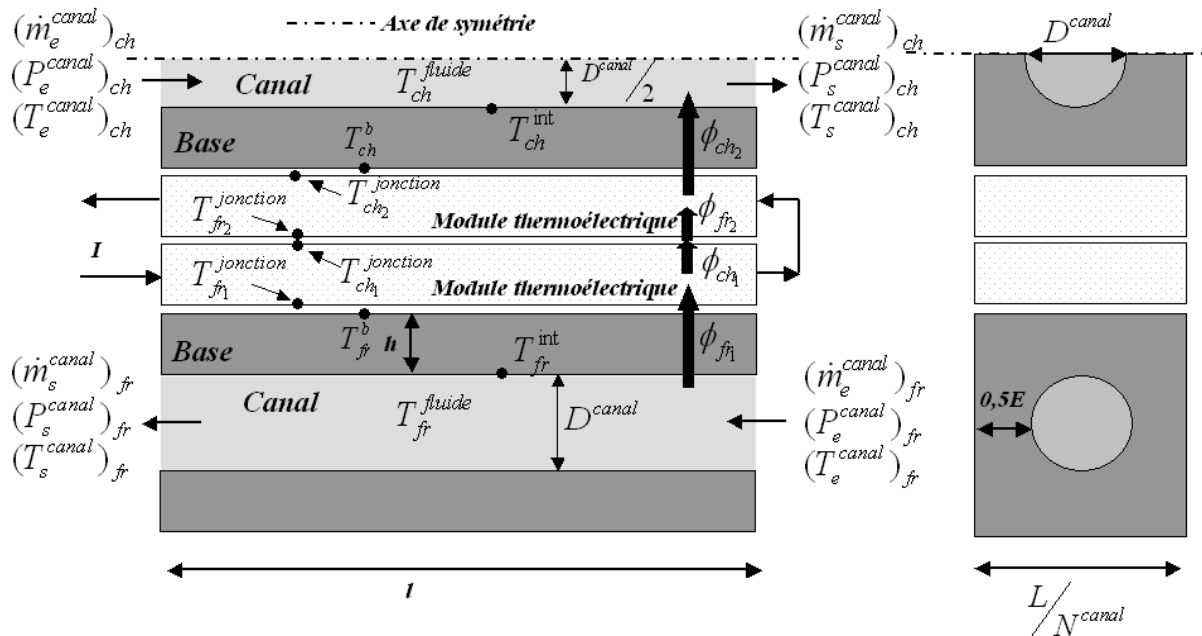 Axe de symétrie
(ṁ_e^canal)_ch
(P_e^canal)_ch
(T_e^canal)_ch
Canal
T_ch^fluide
D^canal/2
T_ch^int
(ṁ_s^canal)_ch
(P_s^canal)_ch
(T_s^canal)_ch
D^canal
Base
T_ch^b
ϕ_ch₂
T_ch₂^jonction
T_fr₂^jonction
Module thermoélectrique
ϕ_fr₂
I
T_fr₁^jonction
T_ch₁^jonction
Module thermoélectrique
ϕ_ch₁
Base
T_fr^b
h
T_fr^int
ϕ_fr₁
(ṁ_s^canal)_fr
(P_s^canal)_fr
(T_s^canal)_fr
Canal
T_fr^fluide
D^canal
(ṁ_e^canal)_fr
(P_e^canal)_fr
(T_e^canal)_fr
0,5E
l
L/N^canal